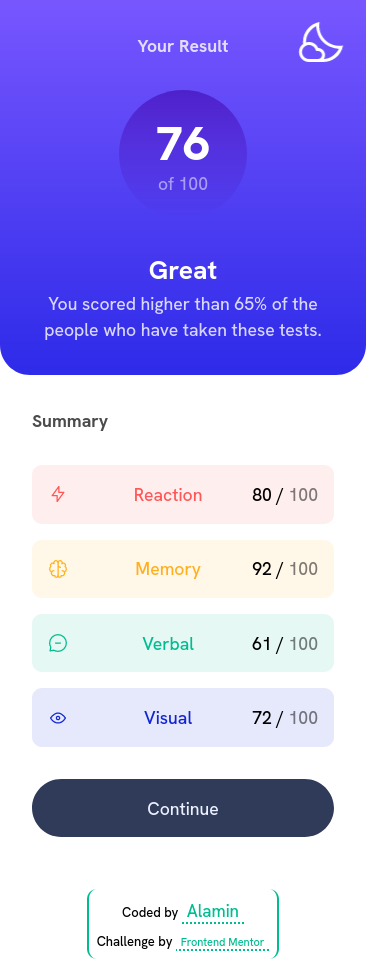 Your Result
76
of 100
Great
You scored higher than 65% of the
people who have taken these tests.
Summary
Reaction 80 / 100
Memory 92 / 100
Verbal 61 / 100
Visual 72 / 100
Continue
Coded by Alamin
Challenge by Frontend Mentor